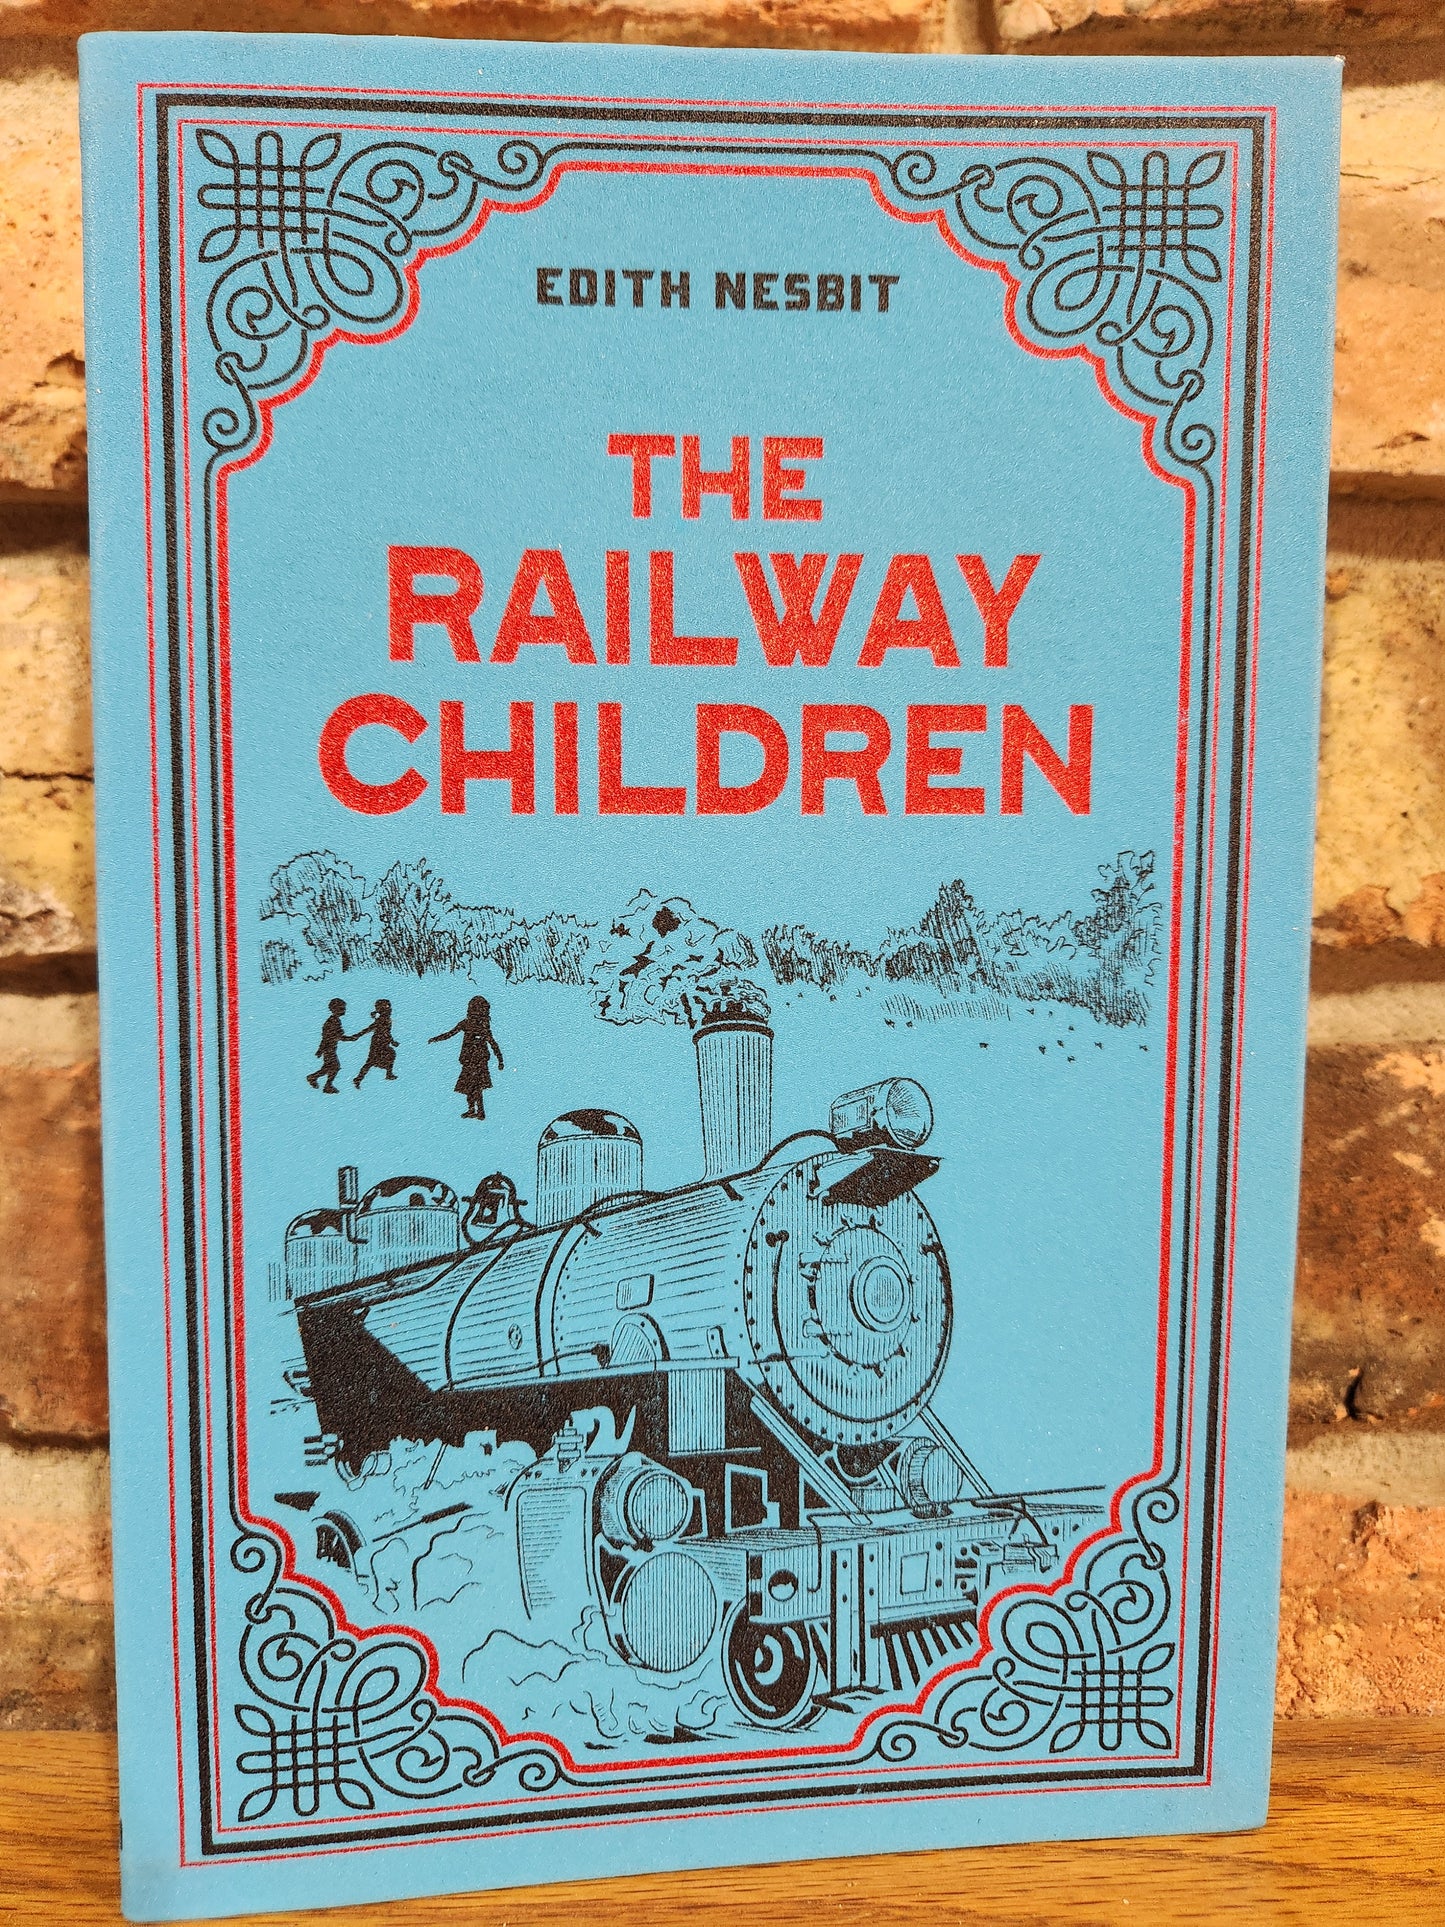 EDITH NESBIT
THE
RAILWAY
CHILDREN